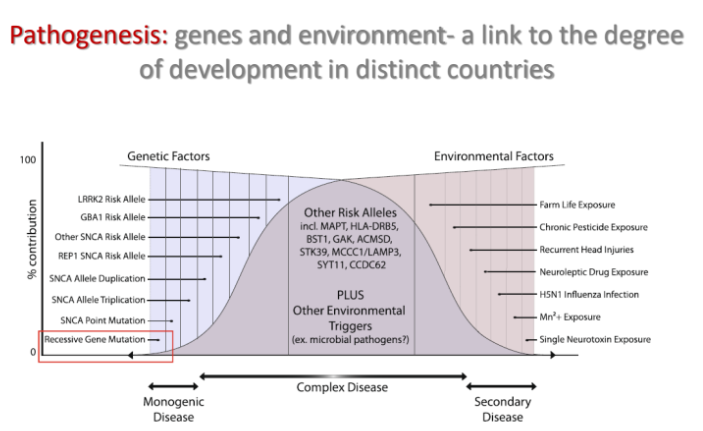 Pathogenesis: genes and environment- a link to the degree
of development in distinct countries
100
% contribution
0
Genetic Factors
LRRK2 Risk Allele
GBA1 Risk Allele
Other SNCA Risk Allele
REP1 SNCA Risk Allele
SNCA Allele Duplication
SNCA Allele Triplication
SNCA Point Mutation
Recessive Gene Mutation
Other Risk Alleles
incl. MAPT, HLA-DRB5,
BST1, GAK, ACMSD,
STK39, MCCC1/LAMP3,
SYT11, CCDC62
PLUS
Other Environmental
Triggers
(ex. microbial pathogens?)
Environmental Factors
Farm Life Exposure
Chronic Pesticide Exposure
Recurrent Head Injuries
Neuroleptic Drug Exposure
H5N1 Influenza Infection
Mn²+ Exposure
Single Neurotoxin Exposure
Monogenic
Disease
Complex Disease
Secondary
Disease